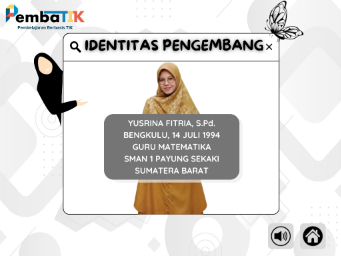 PembaTIK
Pembelajaran Berbasis TIK
IDENTITAS PENGEMBANG
YUSRINA FITRIA, S.Pd.
BENGKULU, 14 JULI 1994
GURU MATEMATIKA
SMAN 1 PAYUNG SEKAKI
SUMATERA BARAT